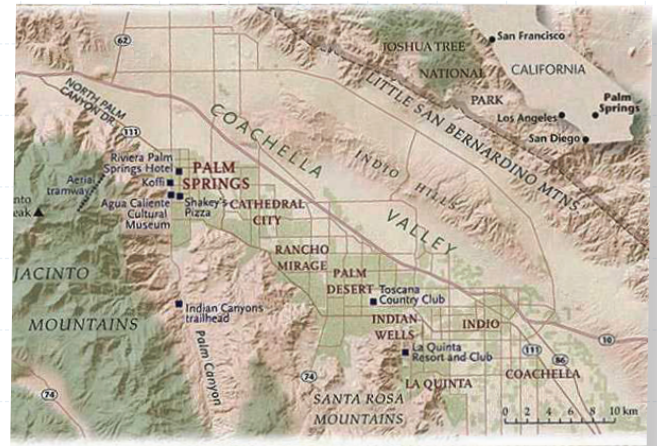 62
JOSHUA TREE
NATIONAL
PARK
San Francisco
CALIFORNIA
Los Angeles
Palm
Springs
San Diego
LITTLE SAN BERNARDINO MTNS
NORTH PALM
CANYON DR
111
COACHELLA
VALLEY
INDIO HILLS
Riviera Palm
Springs Hotel
PALM
SPRINGS
Koffi
Aerial
tramway
Agua Caliente
Cultural
Museum
Shakey's
Pizza
CATHEDRAL
CITY
JACINTO
MOUNTAINS
RANCHO
MIRAGE
PALM
DESERT
Toscana
Country Club
Indian Canyons
trailhead
Palm Canyon
INDIAN
WELLS
INDIO
10
La Quinta
Resort and Club
111
86
COACHELLA
LA QUINTA
74
74
SANTA ROSA
MOUNTAINS
0 2 4 6 8 10 km